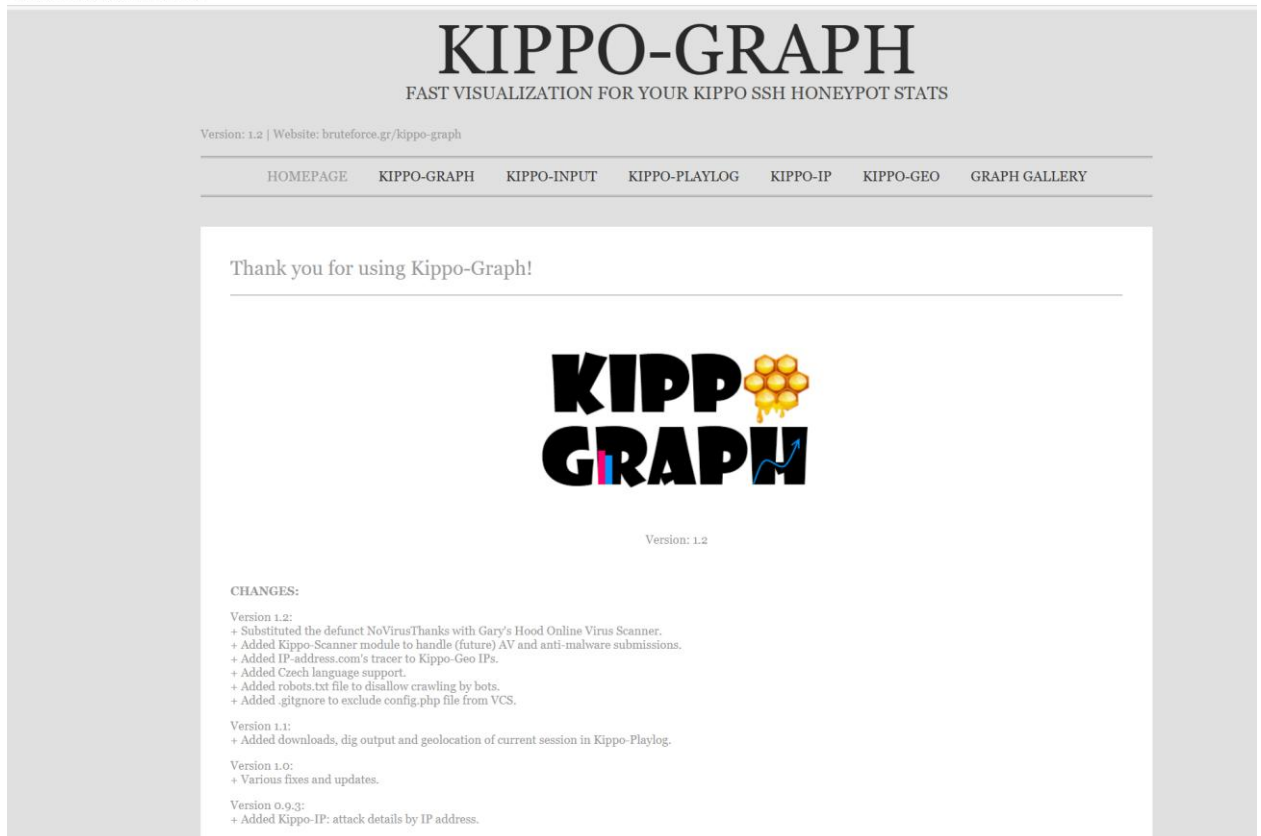 KIPPO-GRAPH
FAST VISUALIZATION FOR YOUR KIPPO SSH HONEYPOT STATS
Version: 1.2 | Website: bruteforce.gr/kippo-graph
HOMEPAGE KIPPO-GRAPH KIPPO-INPUT KIPPO-PLAYLOG KIPPO-IP KIPPO-GEO GRAPH GALLERY
Thank you for using Kippo-Graph!
KIPPO
GRAPH
Version: 1.2
CHANGES:
Version 1.2:
+ Substituted the defunct NoVirusThanks with Gary's Hood Online Virus Scanner.
+ Added Kippo-Scanner module to handle (future) AV and anti-malware submissions.
+ Added IP-address.com's tracer to Kippo-Geo IPs.
+ Added Czech language support.
+ Added robots.txt file to disallow crawling by bots.
+ Added .gitgnore to exclude config.php file from VCS.
Version 1.1:
+ Added downloads, dig output and geolocation of current session in Kippo-Playlog.
Version 1.0:
+ Various fixes and updates.
Version 0.9.3:
+ Added Kippo-IP: attack details by IP address.